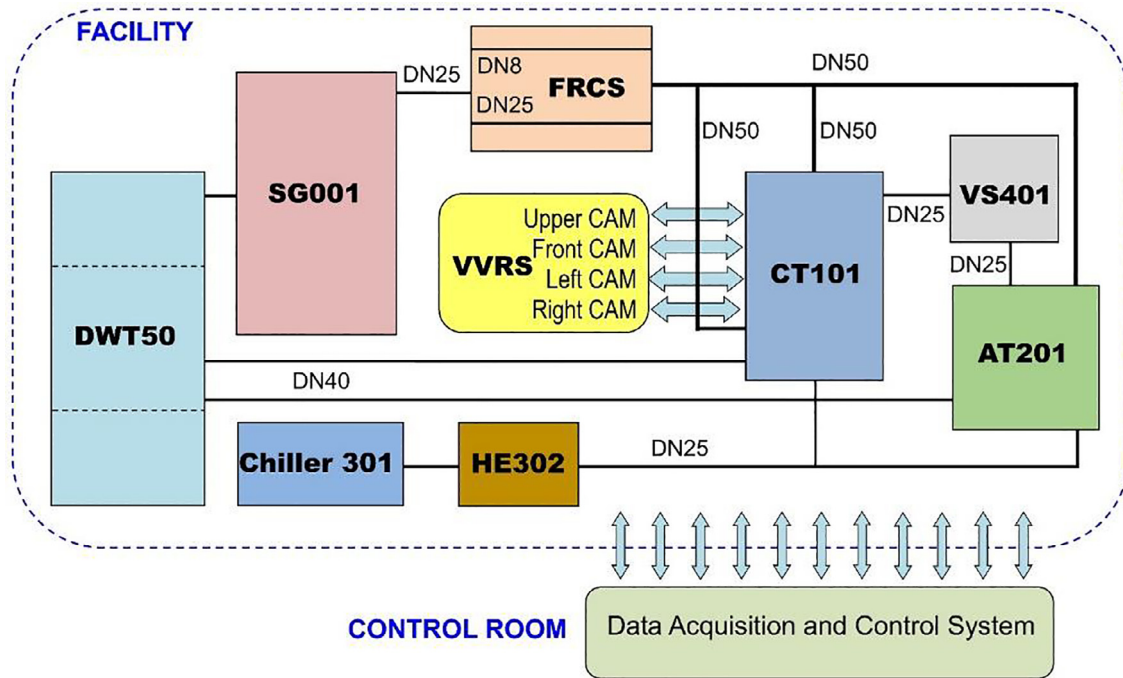 FACILITY
DN25
DN8
FRCS
DN25
DN50
DN50
DN50
SG001
VS401
DN25
Upper CAM
Front CAM
VVRS
Left CAM
Right CAM
CT101
DN25
DWT50
AT201
DN40
Chiller 301
HE302
DN25
CONTROL ROOM
Data Acquisition and Control System